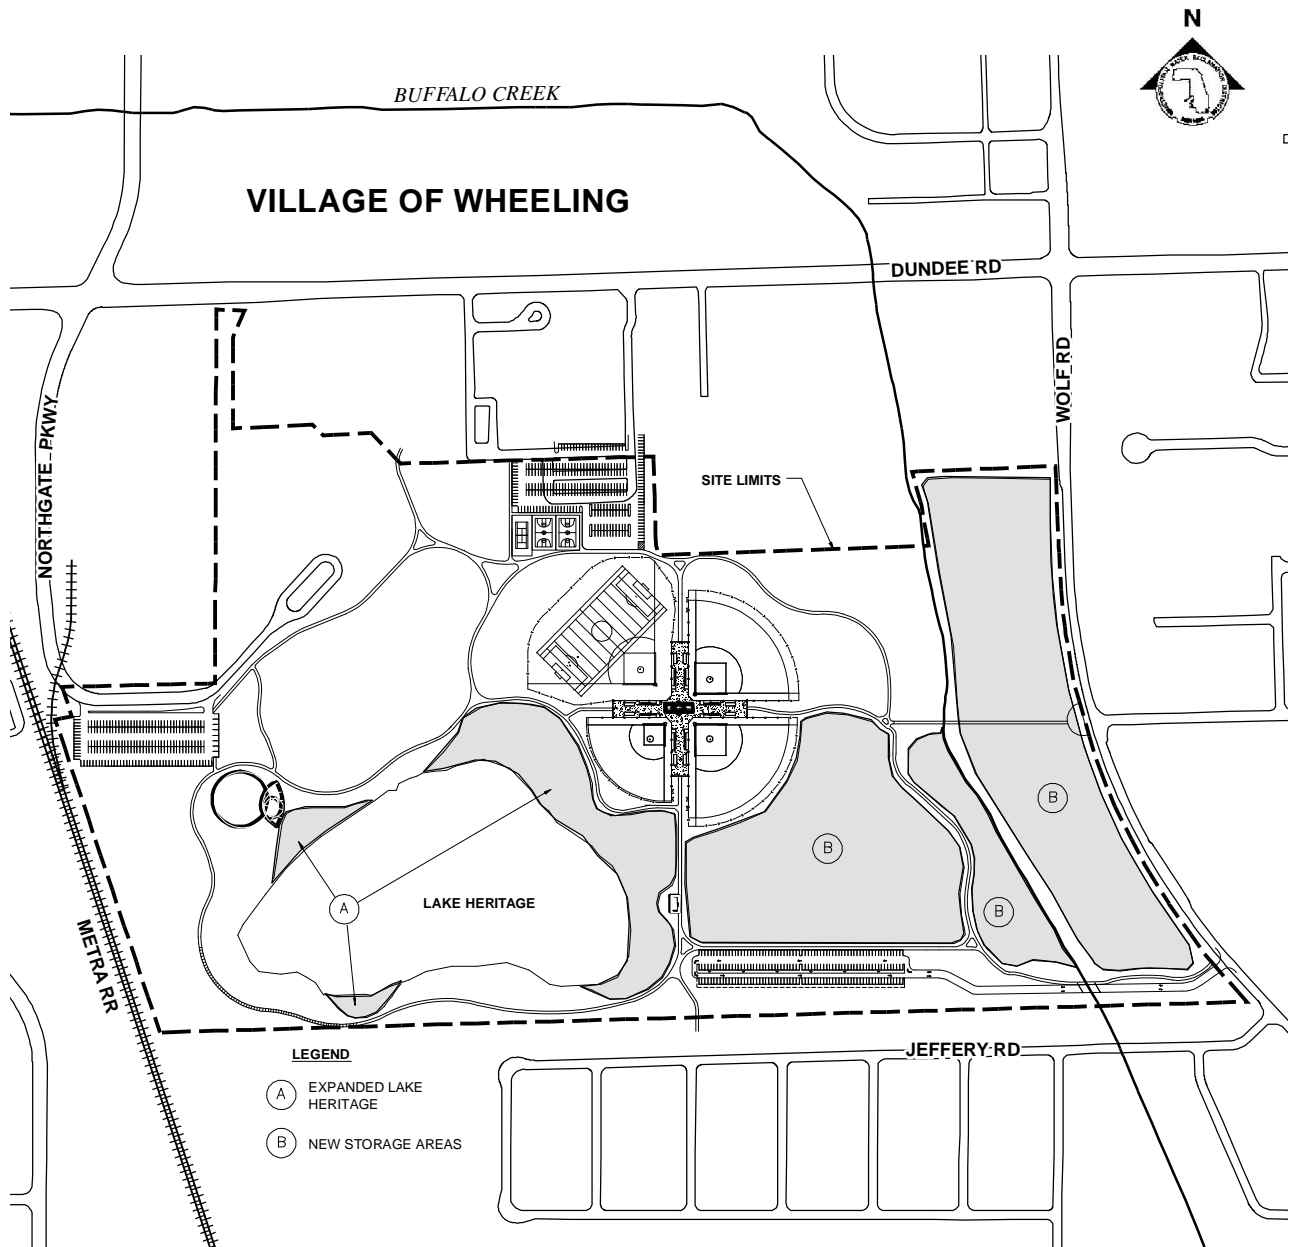 N
BUFFALO CREEK
VILLAGE OF WHEELING
DUNDEE RD
WOLF RD
NORTHGATE PKWY
SITE LIMITS
B
B
A
LAKE HERITAGE
B
METRA RR
LEGEND
JEFFERY RD
A EXPANDED LAKE
HERITAGE
B NEW STORAGE AREAS